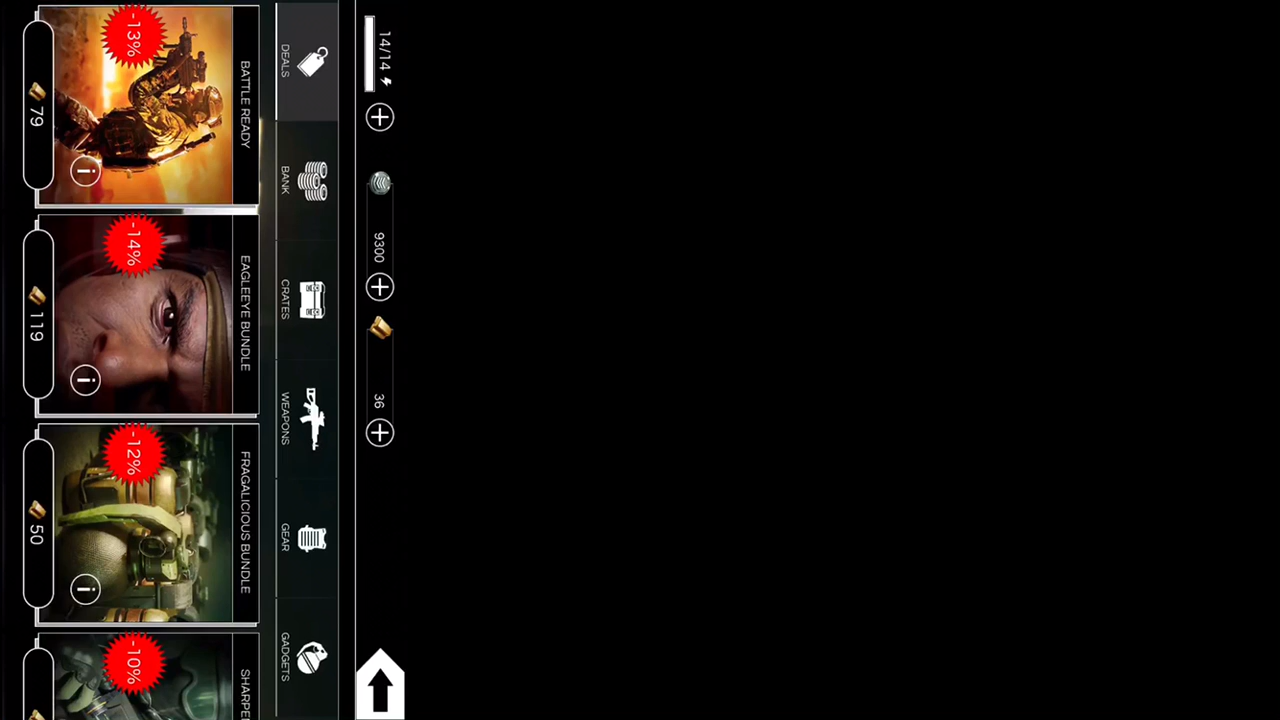 14/14
9300
36
DEALS
BANK
CRATES
WEAPONS
GEAR
GADGETS
BATTLE READY
-13%
i
79
EAGLEEYE BUNDLE
-14%
i
119
FRAGALICIOUS BUNDLE
-12%
i
50
-10%